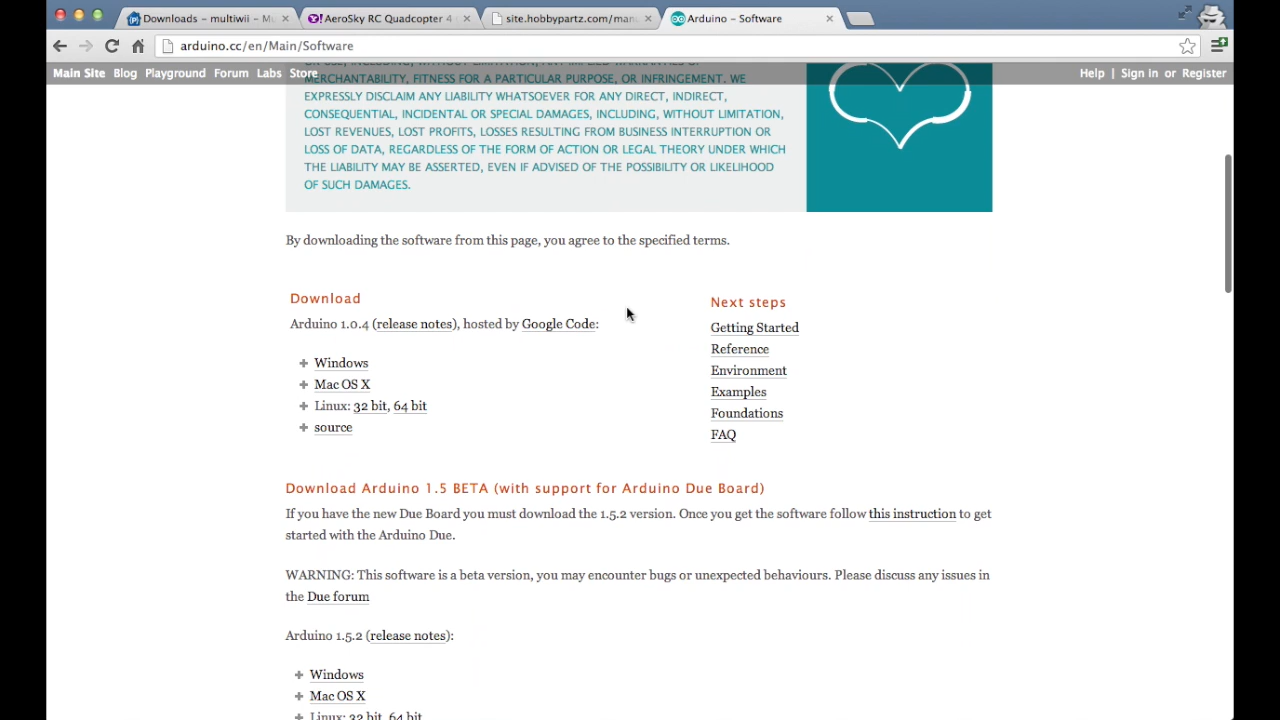 Downloads – multiwii – Mu
AeroSky RC Quadcopter 4
site.hobbypartz.com/man
Arduino – Software
arduino.cc/en/Main/Software
Main Site Blog Playground Forum Labs Store
Help | Sign in or Register
MERCHANTABILITY, FITNESS FOR A PARTICULAR PURPOSE, OR INFRINGEMENT. WE
EXPRESSLY DISCLAIM ANY LIABILITY WHATSOEVER FOR ANY DIRECT, INDIRECT,
CONSEQUENTIAL, INCIDENTAL OR SPECIAL DAMAGES, INCLUDING, WITHOUT LIMITATION,
LOST REVENUES, LOST PROFITS, LOSSES RESULTING FROM BUSINESS INTERRUPTION OR
LOSS OF DATA, REGARDLESS OF THE FORM OF ACTION OR LEGAL THEORY UNDER WHICH
THE LIABILITY MAY BE ASSERTED, EVEN IF ADVISED OF THE POSSIBILITY OR LIKELIHOOD
OF SUCH DAMAGES.
By downloading the software from this page, you agree to the specified terms.
Download
Arduino 1.0.4 (release notes), hosted by Google Code:
Windows
Mac OS X
Linux: 32 bit, 64 bit
source
Next steps
Getting Started
Reference
Environment
Examples
Foundations
FAQ
Download Arduino 1.5 BETA (with support for Arduino Due Board)
If you have the new Due Board you must download the 1.5.2 version. Once you get the software follow this instruction to get
started with the Arduino Due.
WARNING: This software is a beta version, you may encounter bugs or unexpected behaviours. Please discuss any issues in
the Due forum
Arduino 1.5.2 (release notes):
Windows
Mac OS X
Linux: 32 bit, 64 bit